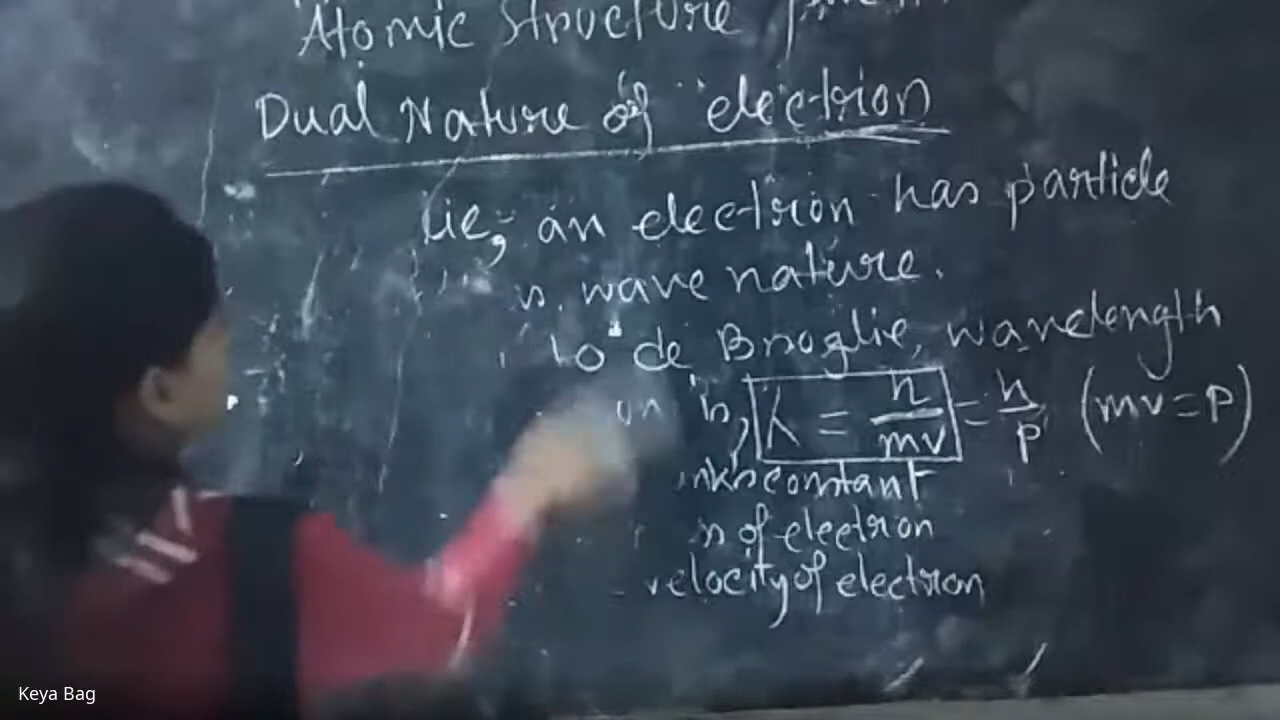 Atomic Structure
Dual Nature of electron
ie, an electron has particle
wave nature.
to de Broglie, wavelength
λ = h/mv = h/p (mv = p)
constant
of electron
velocity of electron
Keya Bag